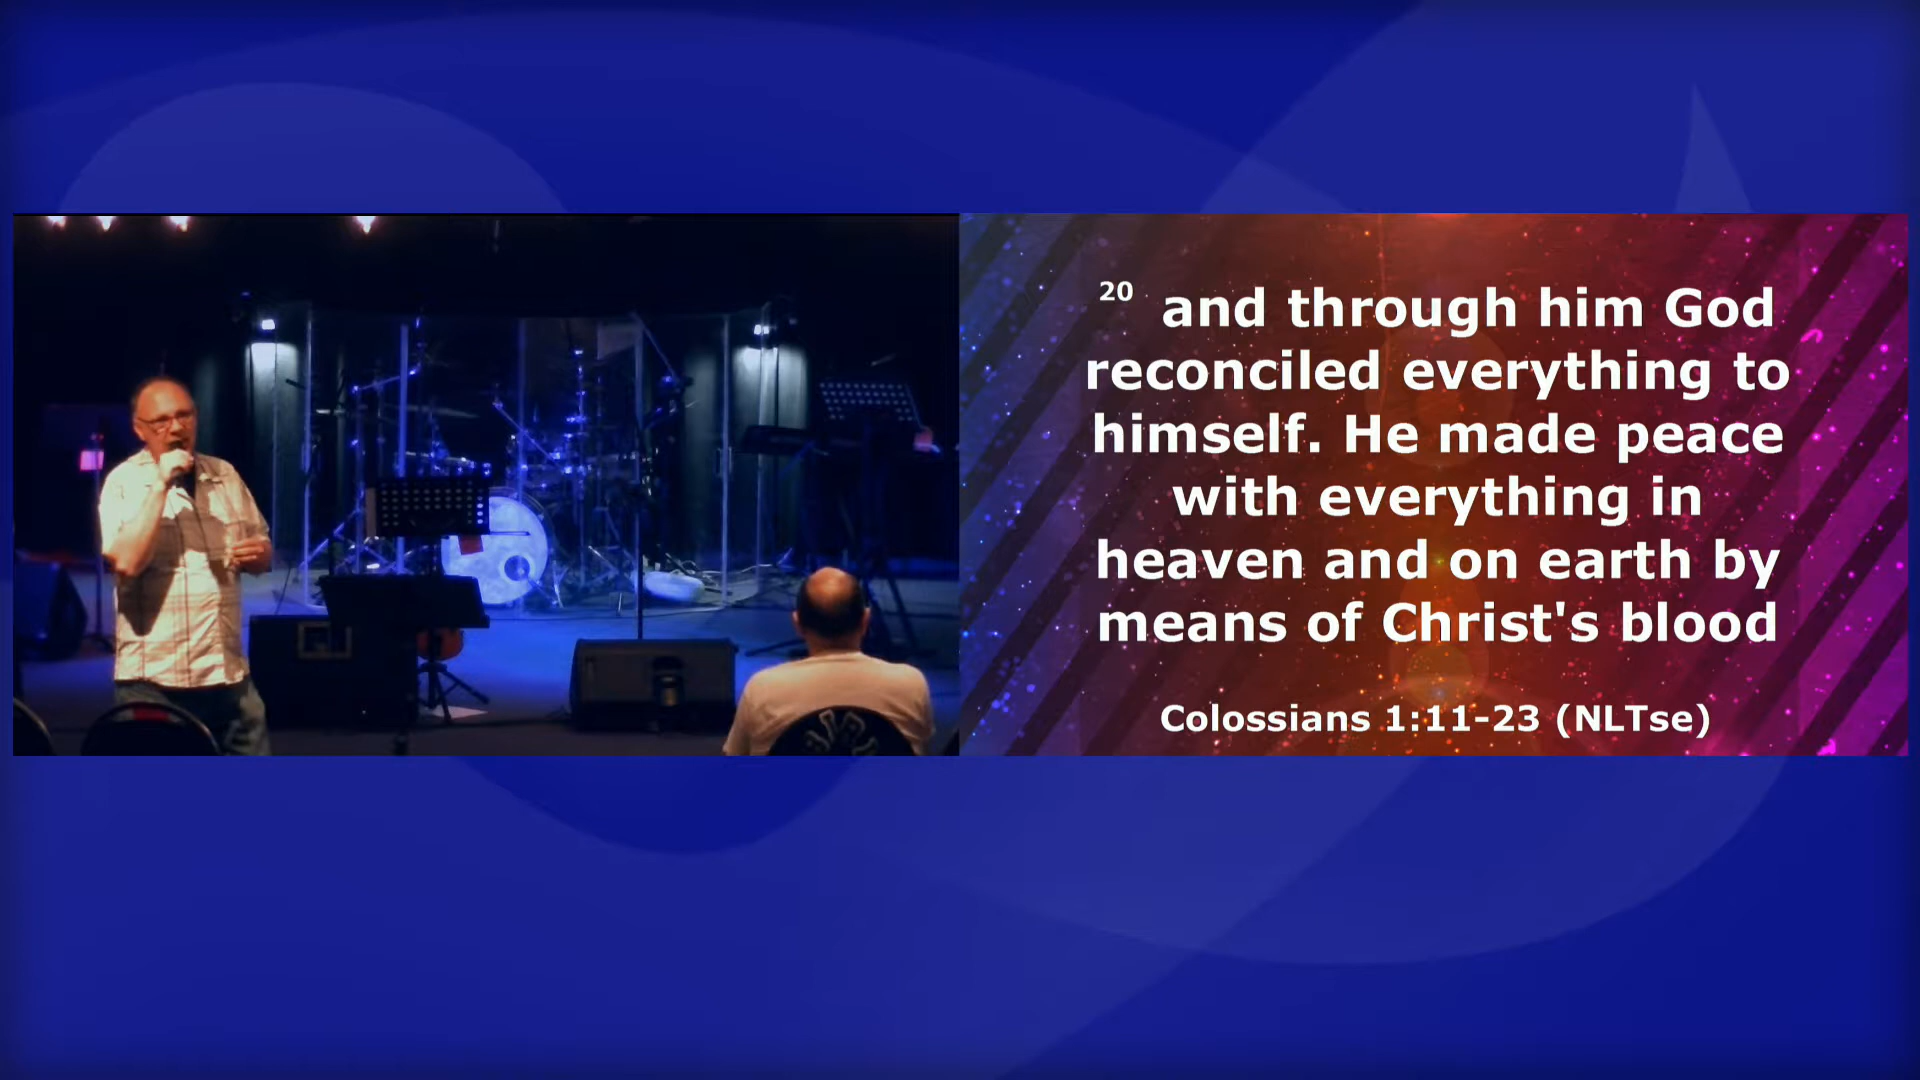 20 and through him God
reconciled everything to
himself. He made peace
with everything in
heaven and on earth by
means of Christ's blood
Colossians 1:11-23 (NLTse)